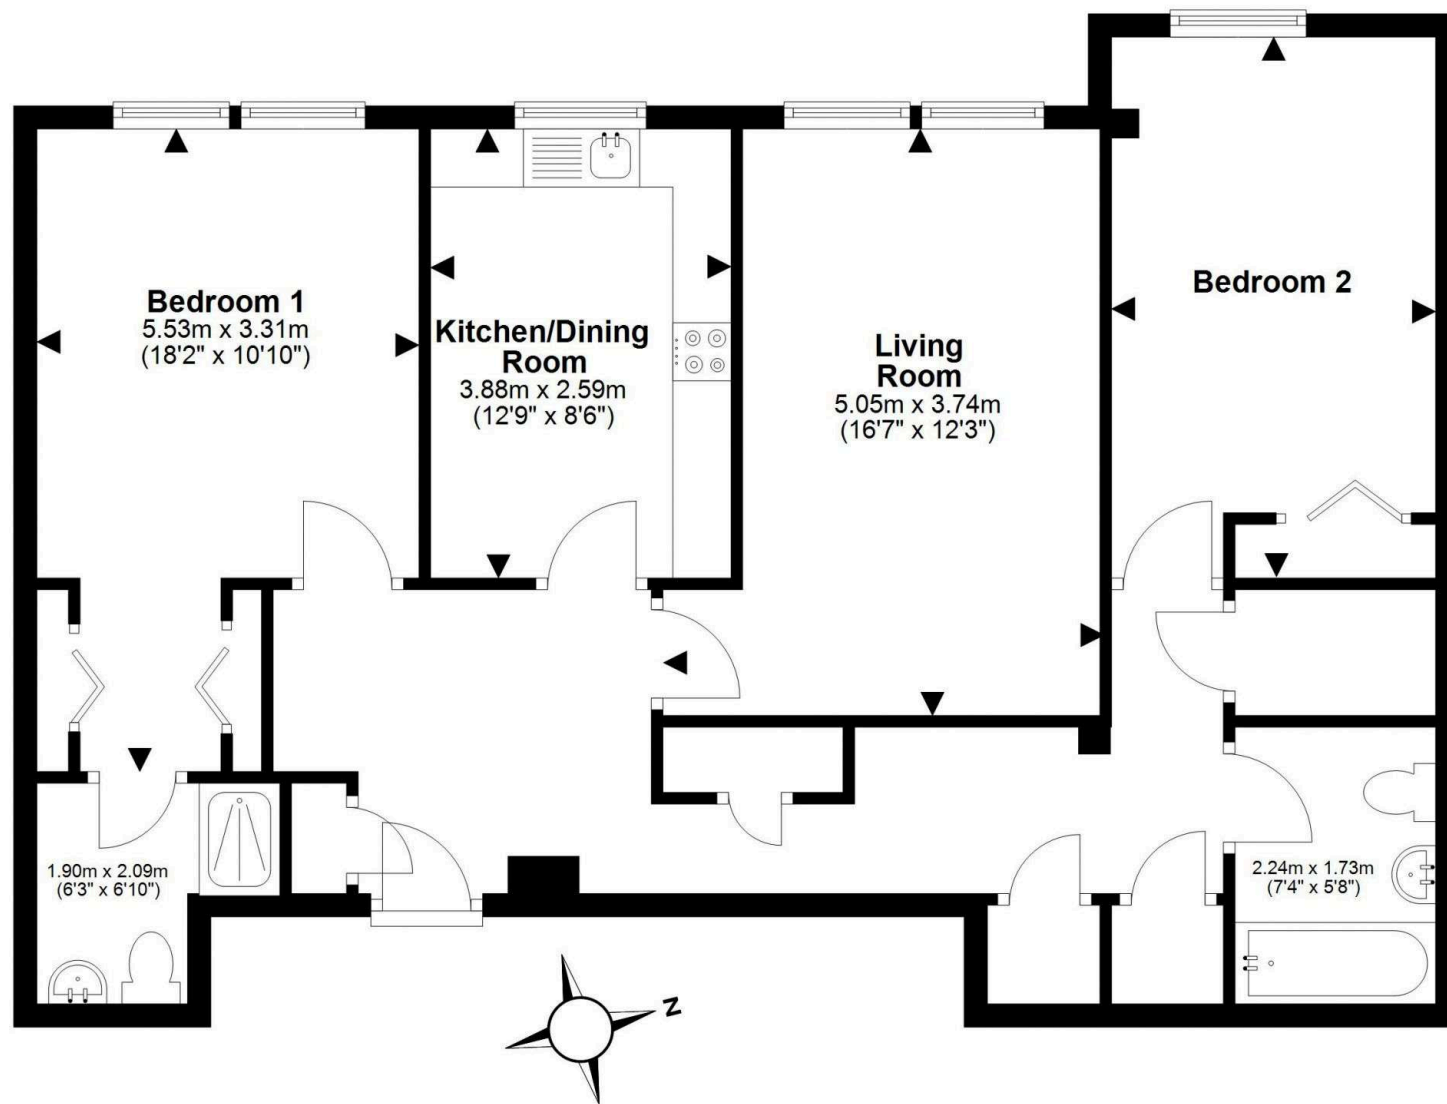 Bedroom 1
5.53m x 3.31m
(18'2" x 10'10")
Kitchen/Dining
Room
3.88m x 2.59m
(12'9" x 8'6")
Living
Room
5.05m x 3.74m
(16'7" x 12'3")
Bedroom 2
1.90m x 2.09m
(6'3" x 6'10")
2.24m x 1.73m
(7'4" x 5'8")
N